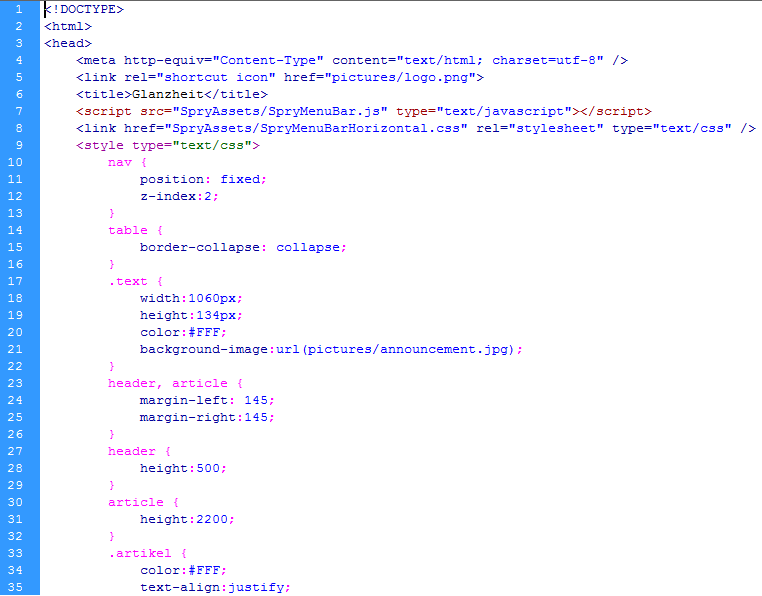 1 <!DOCTYPE>
2 <html>
3 <head>
4 <meta http-equiv="Content-Type" content="text/html; charset=utf-8" />
5 <link rel="shortcut icon" href="pictures/logo.png">
6 <title>Glanzheit</title>
7 <script src="SpryAssets/SpryMenuBar.js" type="text/javascript"></script>
8 <link href="SpryAssets/SpryMenuBarHorizontal.css" rel="stylesheet" type="text/css" />
9 <style type="text/css">
10 nav {
11 position: fixed;
12 z-index:2;
13 }
14 table {
15 border-collapse: collapse;
16 }
17 .text {
18 width:1060px;
19 height:134px;
20 color:#FFF;
21 background-image:url(pictures/announcement.jpg);
22 }
23 header, article {
24 margin-left: 145;
25 margin-right:145;
26 }
27 header {
28 height:500;
29 }
30 article {
31 height:2200;
32 }
33 .artikel {
34 color:#FFF;
35 text-align:justify;